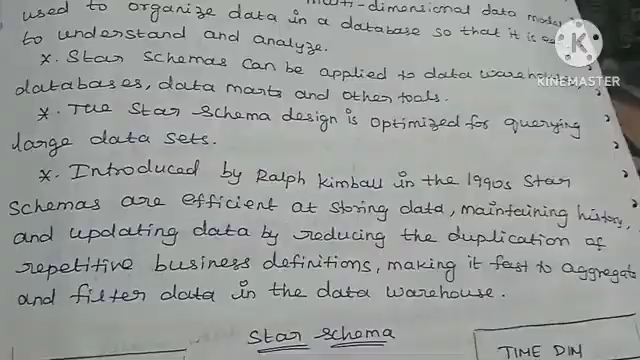 used to organize data in a database so that it is
dimensional data
to understand and analyze.
*. Star schemas can be applied to data
databases, data marts and other tools.
*. The Star schema design is optimized for querying
large data sets.
*. Introduced by Ralph Kimball in the 1990s Star
schemas are efficient at storing data, maintaining history,
and updating data by reducing the duplication of
repetitive business definitions, making it fast to aggregate
and filter data in the data warehouse.
Star schema
TIME DIM
KINEMASTER